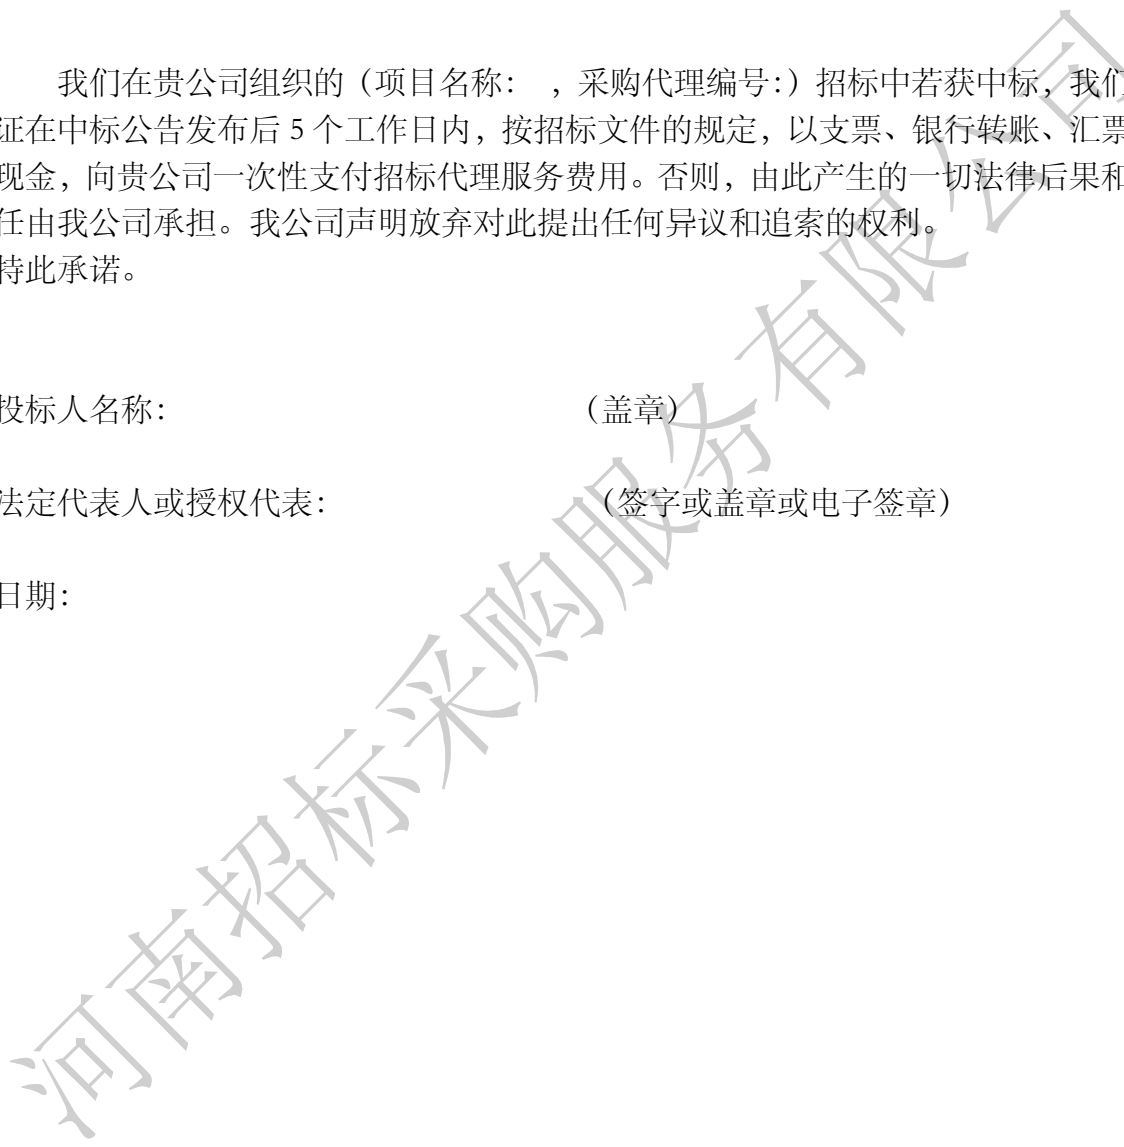 我们在贵公司组织的（项目名称： ，采购代理编号:）招标中若获中标，我们
证在中标公告发布后 5 个工作日内，按招标文件的规定，以支票、银行转账、汇票
现金，向贵公司一次性支付招标代理服务费用。否则，由此产生的一切法律后果和
任由我公司承担。我公司声明放弃对此提出任何异议和追索的权利。
特此承诺。
投标人名称： （盖章）
法定代表人或授权代表： （签字或盖章或电子签章）
日期：
河南招标采购服务有限公司